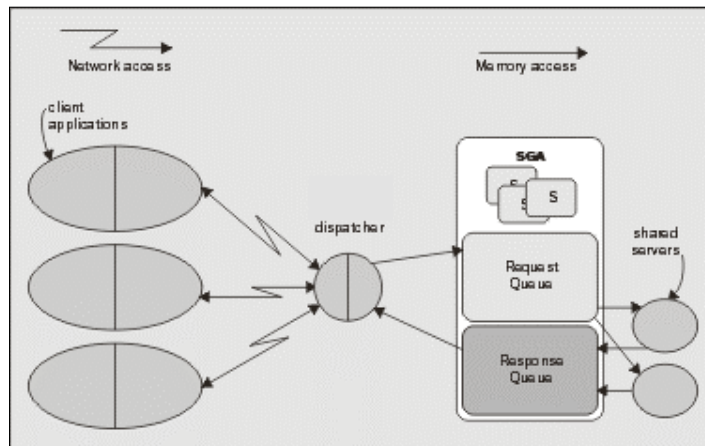 Network access
Memory access
client
applications
SGA
S
S
S
dispatcher
shared
servers
Request
Queue
Response
Queue